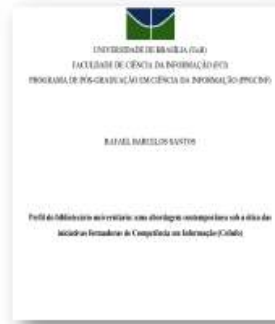 UNIVERSIDADE DE BRASÍLIA (UnB)
FACULDADE DE CIÊNCIA DA INFORMAÇÃO (FCI)
PROGRAMA DE PÓS-GRADUAÇÃO EM CIÊNCIA DA INFORMAÇÃO (PPGCINF)
RAFAEL BARCELOS SANTOS
Perfil do bibliotecário universitário: uma abordagem contemporânea sob a ótica das
iniciativas formadoras de Competência em Informação (CoInfo)